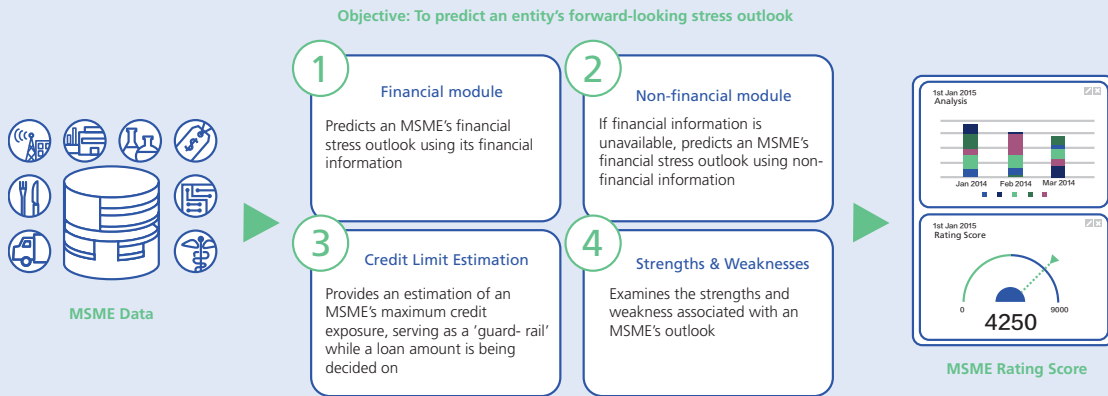 Objective: To predict an entity's forward-looking stress outlook
MSME Data
1
Financial module
Predicts an MSME's financial
stress outlook using its financial
information
2
Non-financial module
If financial information is
unavailable, predicts an MSME's
financial stress outlook using non-
financial information
3
Credit Limit Estimation
Provides an estimation of an
MSME's maximum credit
exposure, serving as a 'guard- rail'
while a loan amount is being
decided on
4
Strengths & Weaknesses
Examines the strengths and
weakness associated with an
MSME's outlook
1st Jan 2015
Analysis
Jan 2014 Feb 2014 Mar 2014
1st Jan 2015
Rating Score
0 9000
4250
MSME Rating Score